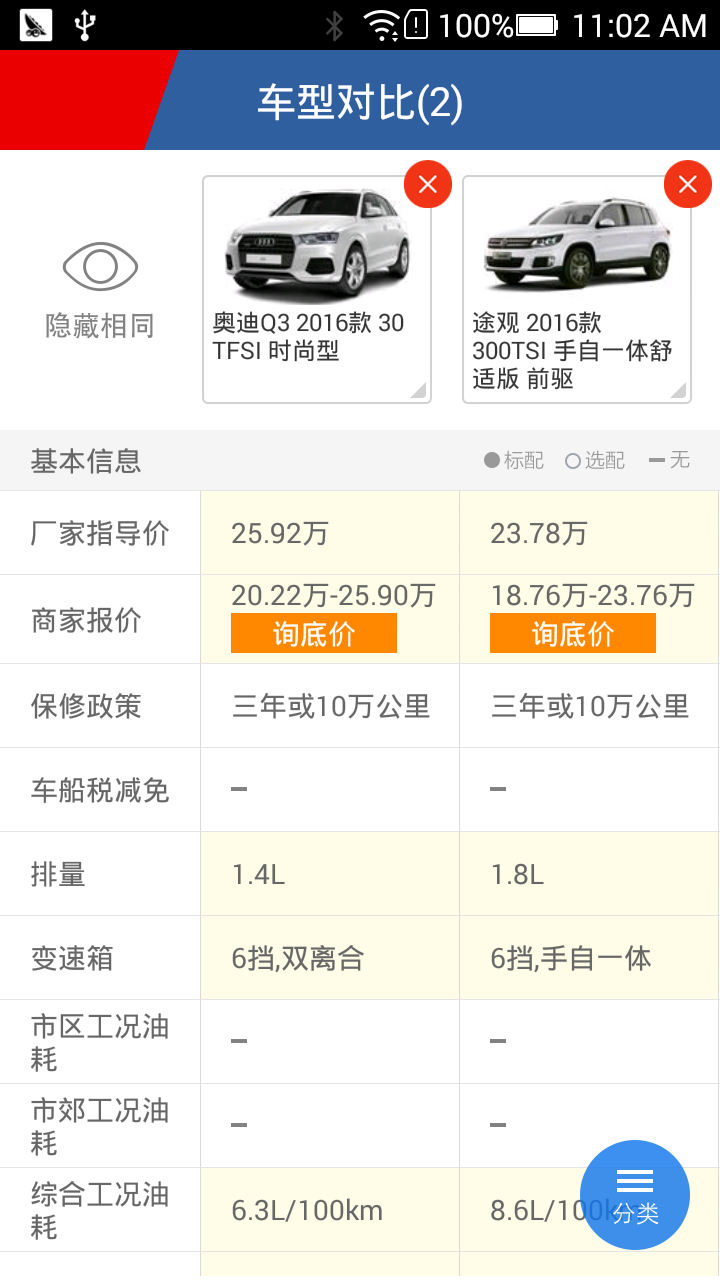 100% 11:02 AM
车型对比(2)
隐藏相同
奥迪Q3 2016款 30
TFSI 时尚型
途观 2016款
300TSI 手自一体舒
适版 前驱
基本信息 标配 选配 无
厂家指导价 25.92万 23.78万
商家报价 20.22万-25.90万 18.76万-23.76万
询底价 询底价
保修政策 三年或10万公里 三年或10万公里
车船税减免 - -
排量 1.4L 1.8L
变速箱 6挡,双离合 6挡,手自一体
市区工况油
耗 - -
市郊工况油
耗 - -
综合工况油
耗 6.3L/100km 8.6L/100km
分类